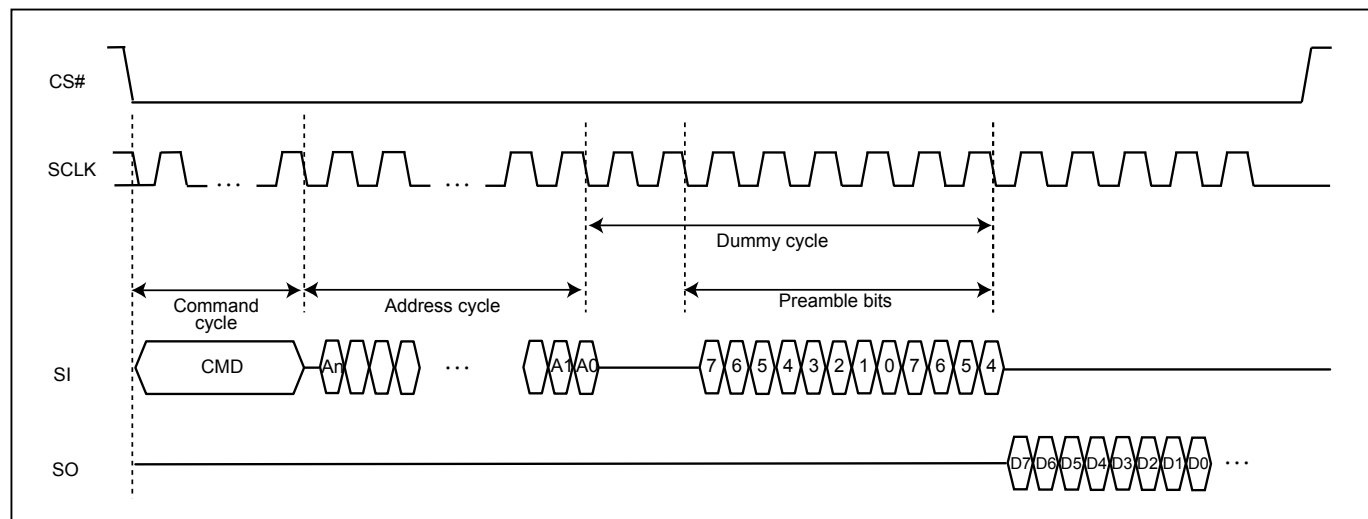 CS#
SCLK
...
...
Dummy cycle
Command
cycle
Address cycle
Preamble bits
SI
CMD
An
...
A1
A0
7 6 5 4 3 2 1 0 7 6 5 4
SO
D7 D6 D5 D4 D3 D2 D1 D0 ...